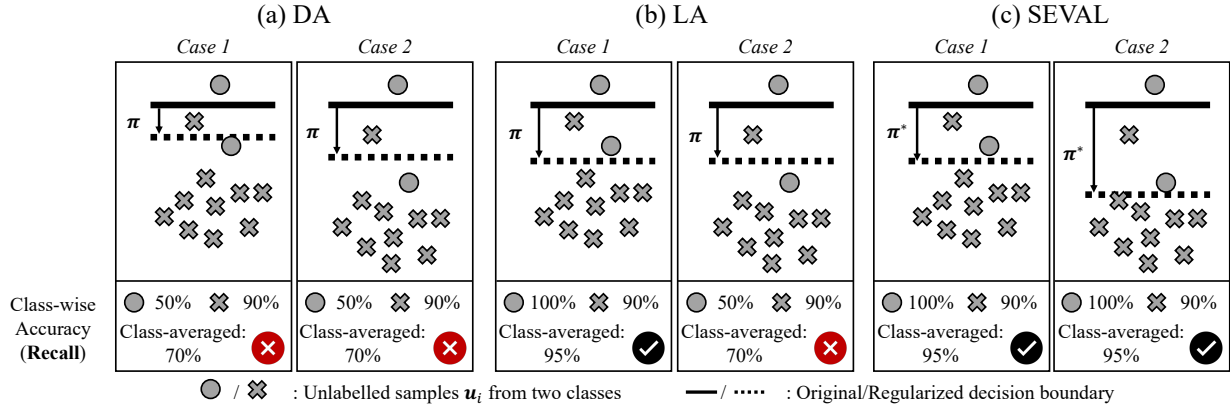 (a) DA (b) LA (c) SEVAL
Case 1 Case 2 Case 1 Case 2 Case 1 Case 2
π π π π π* π*
Class-wise
Accuracy
(Recall)
50% 90% 50% 90% 100% 90% 50% 90% 100% 90% 100% 90%
Class-averaged: Class-averaged: Class-averaged: Class-averaged: Class-averaged: Class-averaged:
70% 70% 95% 70% 95% 95%
/ : Unlabelled samples u_i from two classes / : Original/Regularized decision boundary